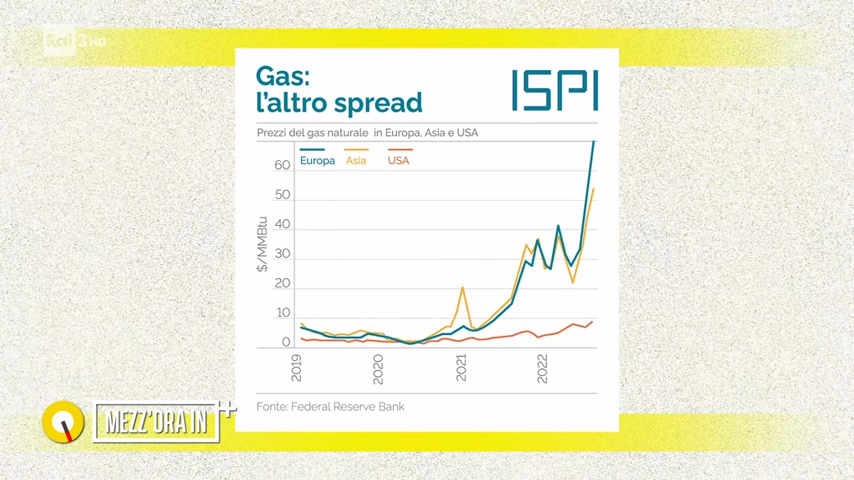 Rai 3 HD
Gas:
l'altro spread
ISPI
Prezzi del gas naturale in Europa, Asia e USA
Europa Asia USA
60
50
40
30
20
10
0
$/MMBtu
2019 2020 2021 2022
Fonte: Federal Reserve Bank
MEZZ'ORA IN ++